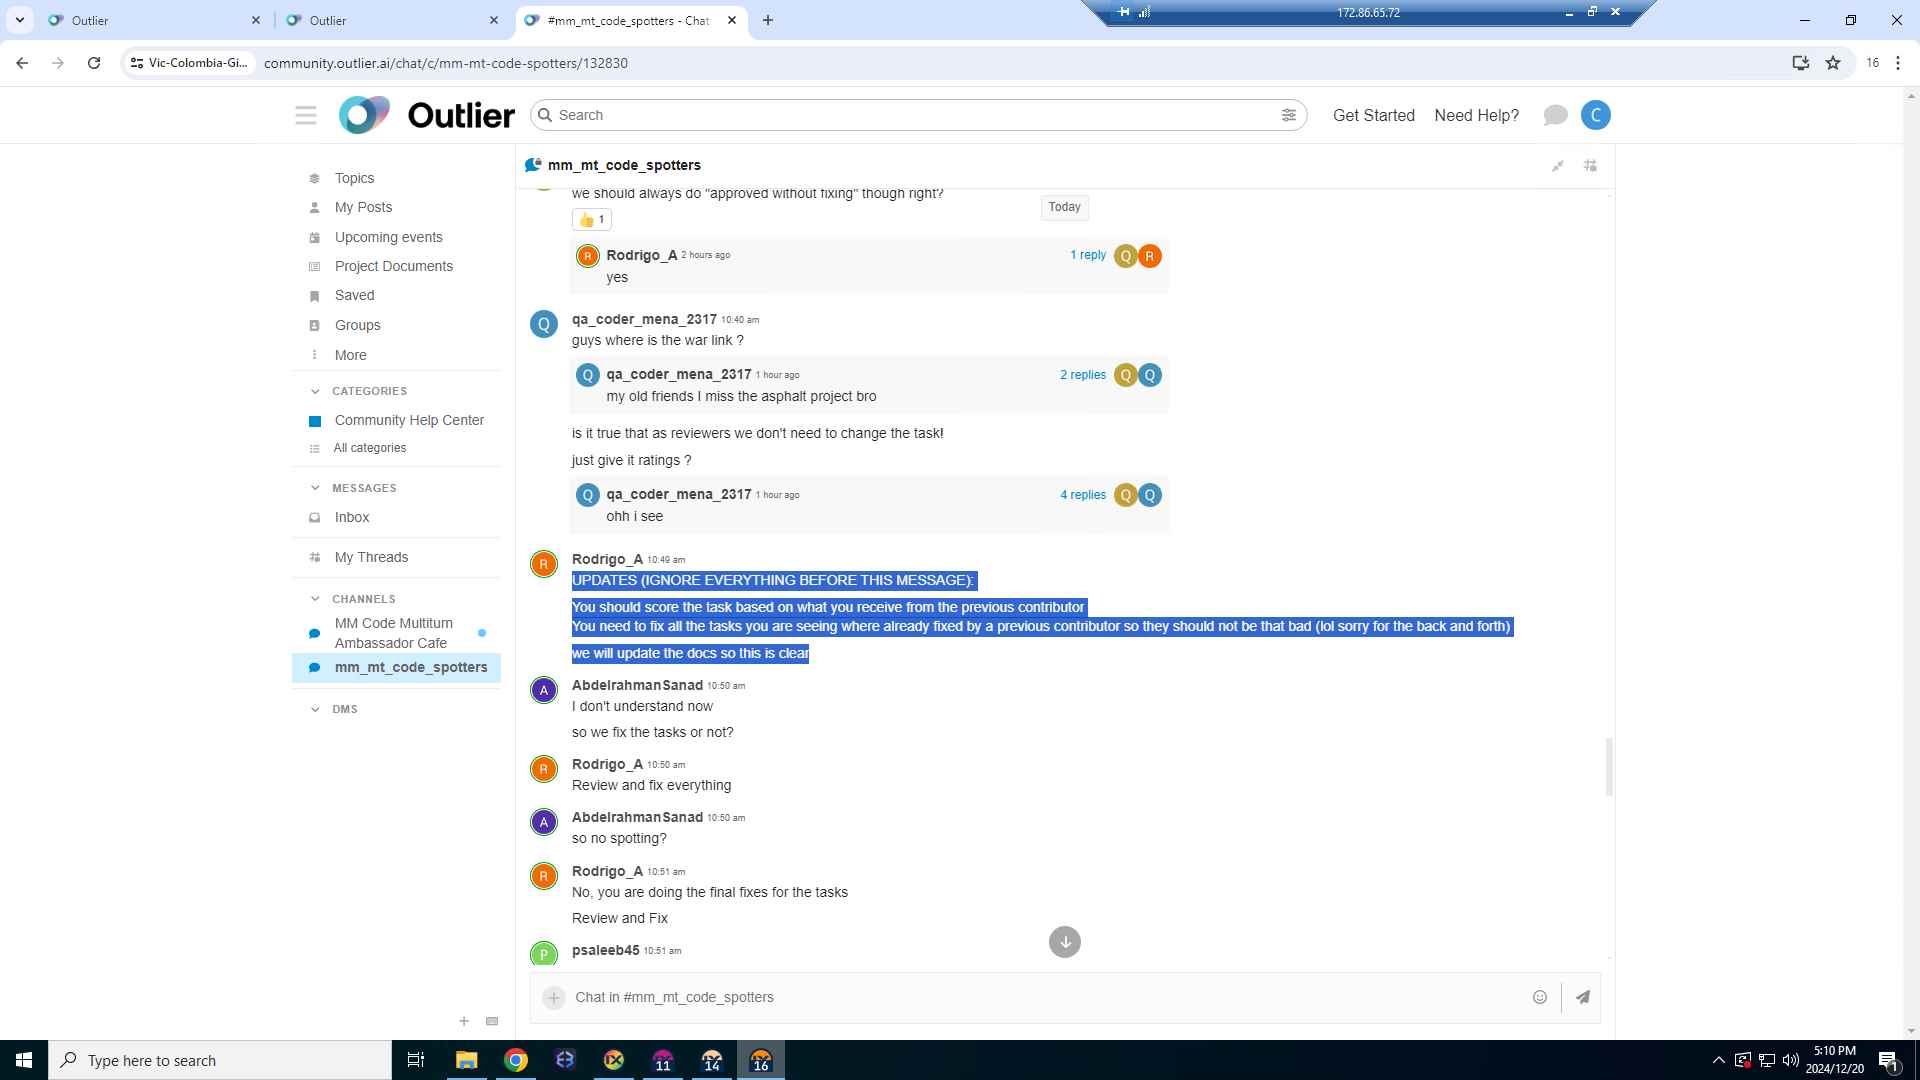 Outlier
Outlier
#mm_mt_code_spotters - Chat
172.86.65.72
Vic-Colombia-Gi...
community.outlier.ai/chat/c/mm-mt-code-spotters/132830
16
Outlier
Search
Get Started
Need Help?
C
Topics
My Posts
Upcoming events
Project Documents
Saved
Groups
More
CATEGORIES
Community Help Center
All categories
MESSAGES
Inbox
My Threads
CHANNELS
MM Code Multiturn
Ambassador Cafe
mm_mt_code_spotters
DMS
mm_mt_code_spotters
we should always do "approved without fixing" though right?
Today
1
R
Rodrigo_A 2 hours ago
1 reply
Q R
yes
Q
qa_coder_mena_2317 10:40 am
guys where is the war link ?
Q
qa_coder_mena_2317 1 hour ago
2 replies
Q Q
my old friends I miss the asphalt project bro
is it true that as reviewers we don't need to change the task!
just give it ratings ?
Q
qa_coder_mena_2317 1 hour ago
4 replies
Q Q
ohh i see
R
Rodrigo_A 10:49 am
UPDATES (IGNORE EVERYTHING BEFORE THIS MESSAGE):
You should score the task based on what you receive from the previous contributor
You need to fix all the tasks you are seeing where already fixed by a previous contributor so they should not be that bad (lol sorry for the back and forth)
we will update the docs so this is clear
A
AbdelrahmanSanad 10:50 am
I don't understand now
so we fix the tasks or not?
R
Rodrigo_A 10:50 am
Review and fix everything
A
AbdelrahmanSanad 10:50 am
so no spotting?
R
Rodrigo_A 10:51 am
No, you are doing the final fixes for the tasks
Review and Fix
P
psaleeb45 10:51 am
Chat in #mm_mt_code_spotters
Type here to search
11
14
16
5:10 PM
2024/12/20
1